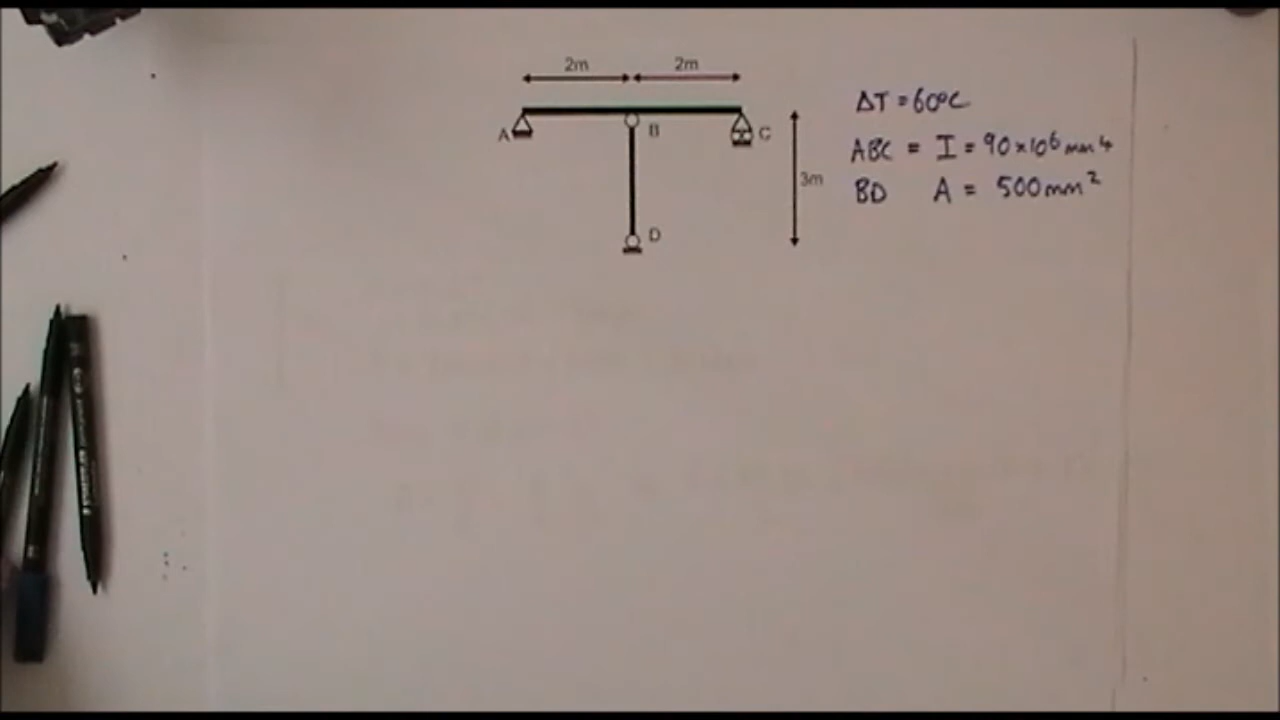 2m 2m
A B C
3m
D
ΔT = 60°C
ABC = I = 90×10⁶ mm⁴
BD A = 500mm²